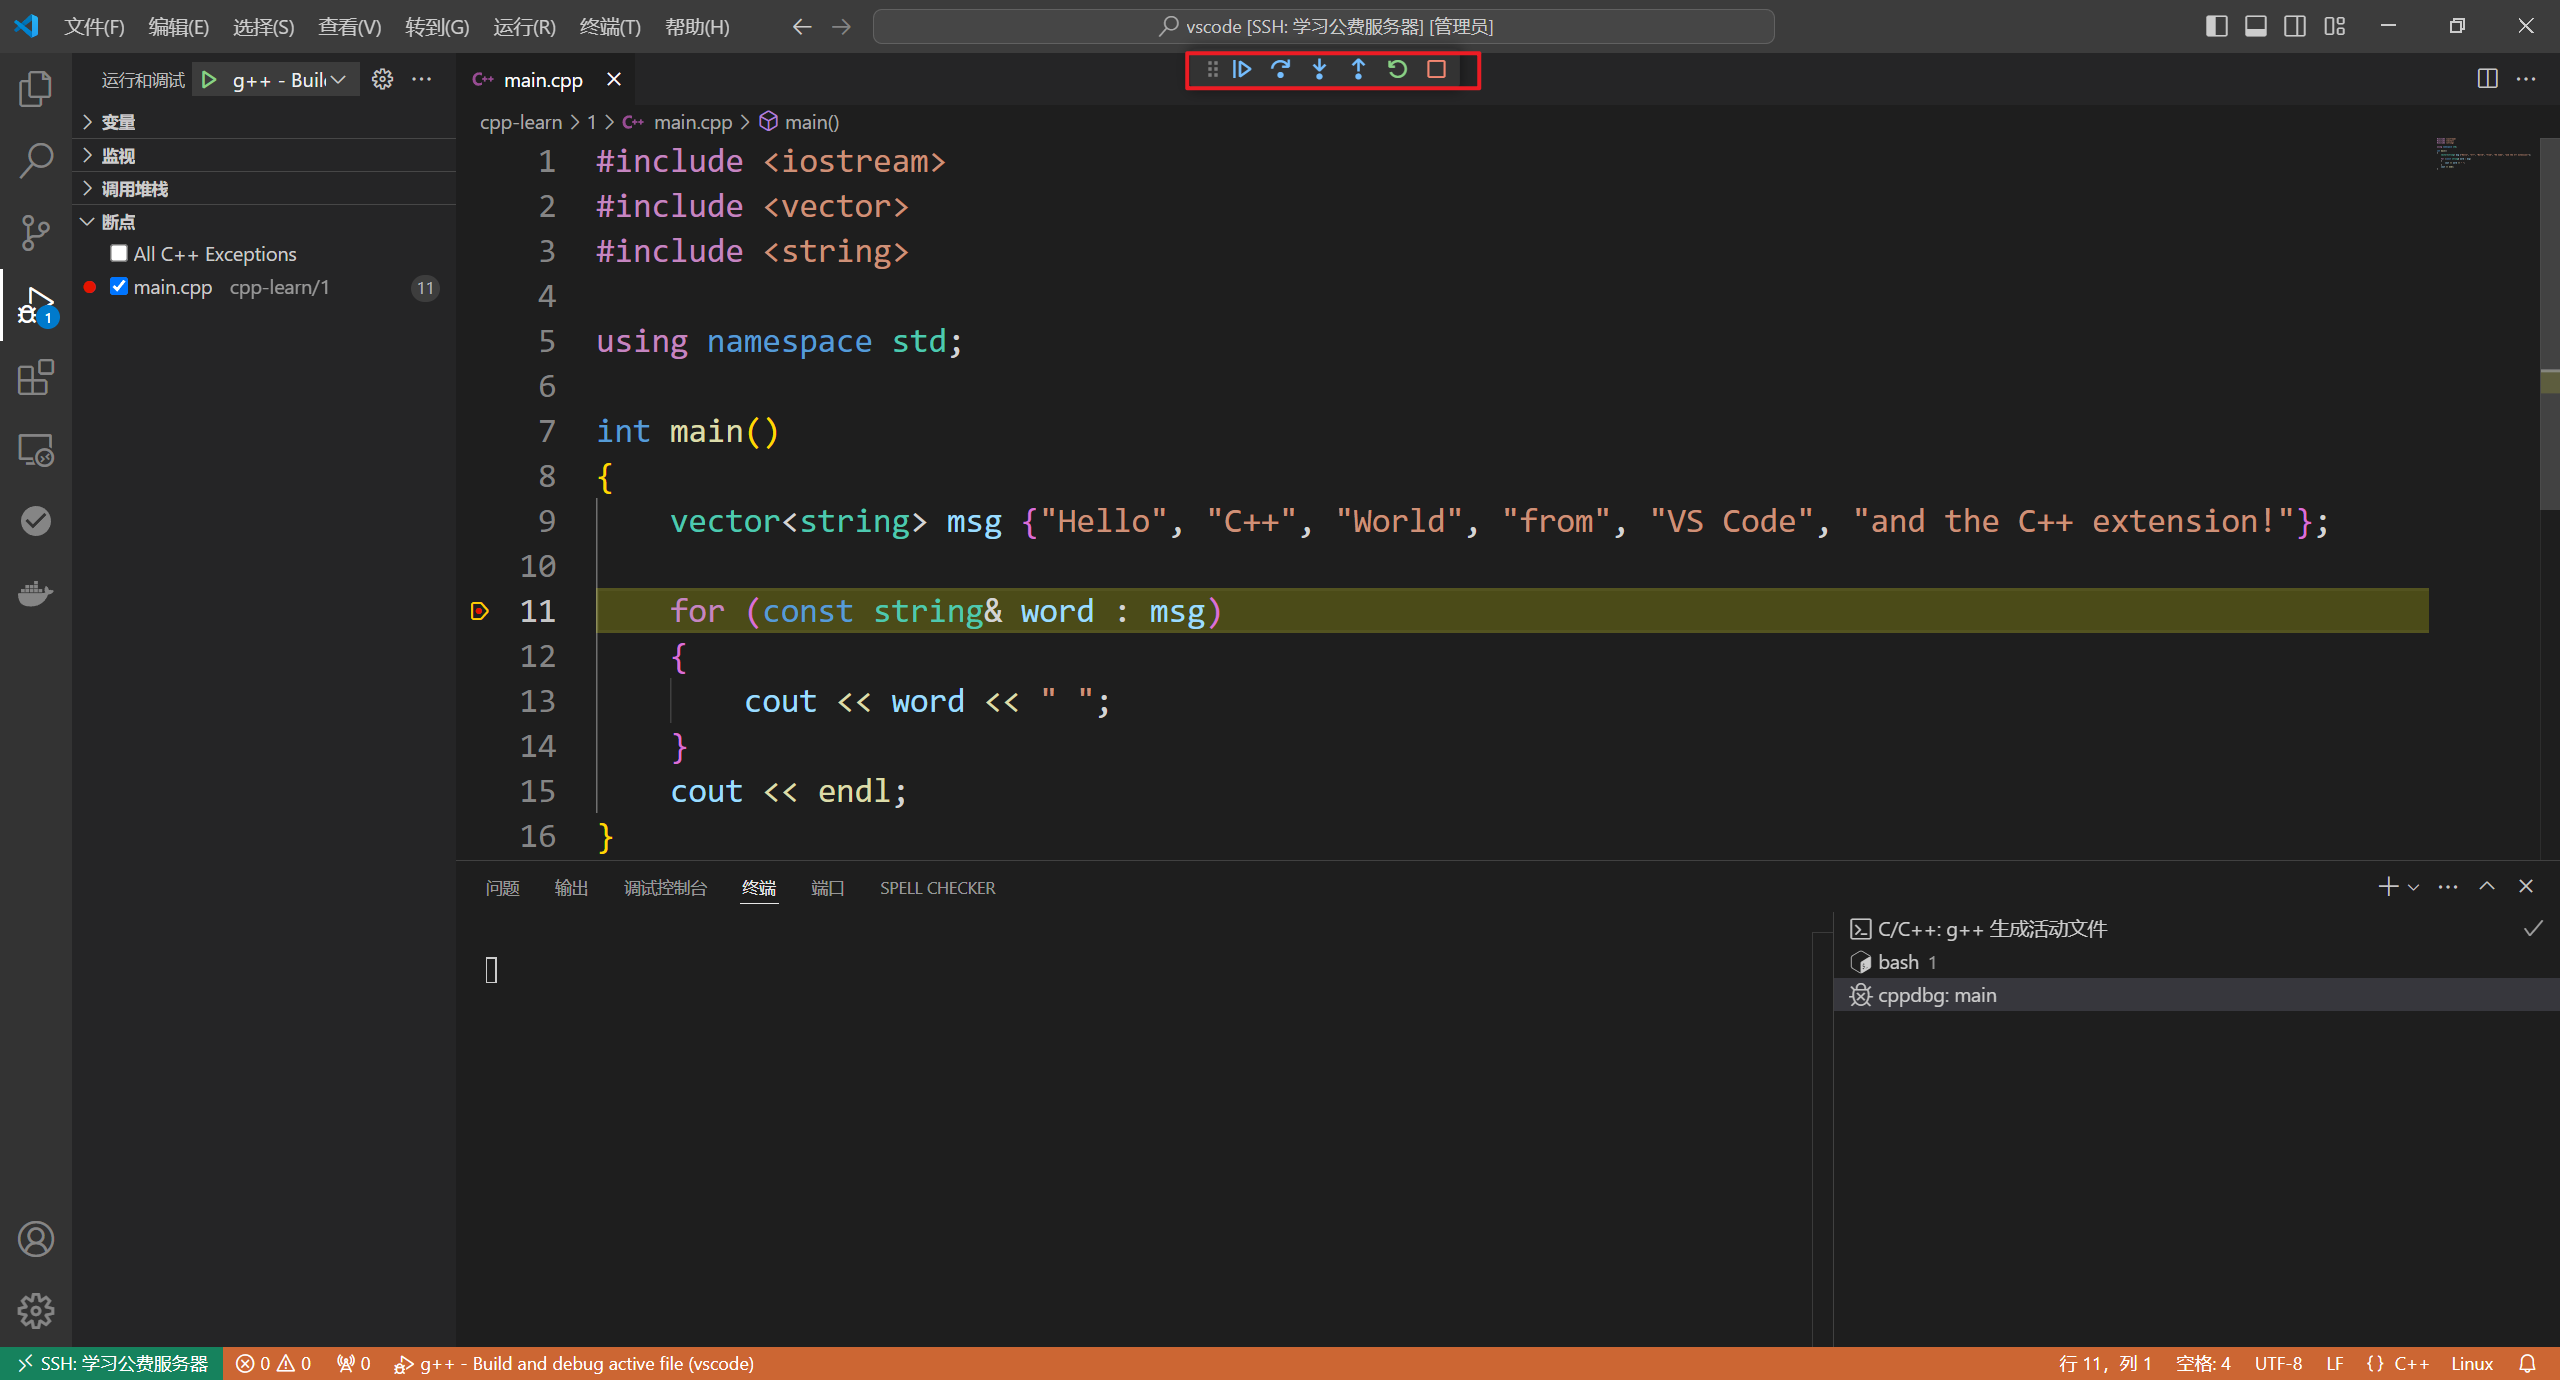 文件(F) 编辑(E) 选择(S) 查看(V) 转到(G) 运行(R) 终端(T) 帮助(H) vscode [SSH: 学习公费服务器] [管理员]
运行和调试 g++ - Buil
变量
监视
调用堆栈
断点
All C++ Exceptions
main.cpp cpp-learn/1 11
1
C++ main.cpp
cpp-learn > 1 > C++ main.cpp > main()
1 #include <iostream>
2 #include <vector>
3 #include <string>
4
5 using namespace std;
6
7 int main()
8 {
9 vector<string> msg {"Hello", "C++", "World", "from", "VS Code", "and the C++ extension!"};
10
11 for (const string& word : msg)
12 {
13 cout << word << " ";
14 }
15 cout << endl;
16 }
问题 输出 调试控制台 终端 端口 SPELL CHECKER
C/C++: g++ 生成活动文件
bash 1
cppdbg: main
SSH: 学习公费服务器 0 0 0 g++ - Build and debug active file (vscode) 行 11，列 1 空格: 4 UTF-8 LF {} C++ Linux